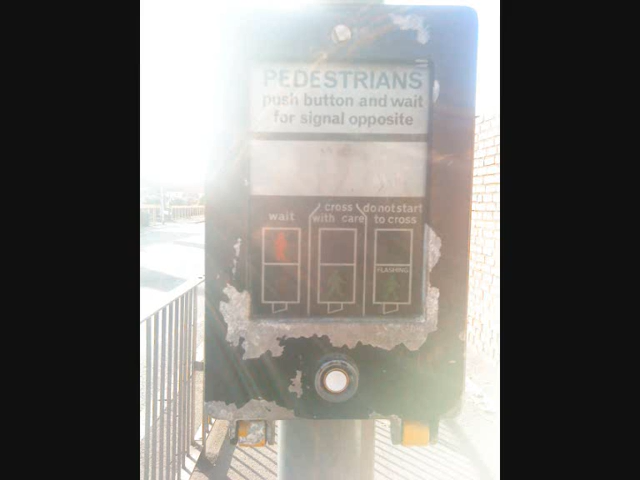 PEDESTRIANS
push button and wait
for signal opposite
wait
cross
with care
do not start
to cross
FLASHING